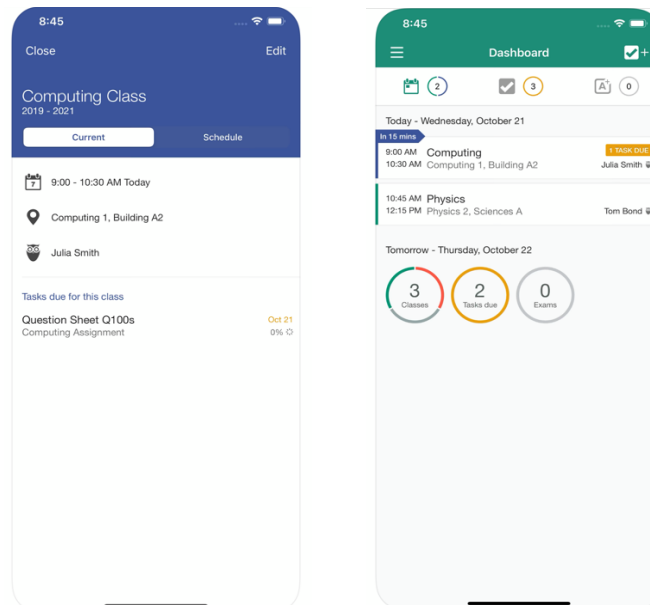 8:45
Close Edit
Computing Class
2019 - 2021
Current Schedule
7 9:00 - 10:30 AM Today
Computing 1, Building A2
Julia Smith
Tasks due for this class
Question Sheet Q100s Oct 21
Computing Assignment 0%
8:45
Dashboard +
2 3 A+ 0
Today - Wednesday, October 21
In 15 mins
9:00 AM Computing 1 TASK DUE
10:30 AM Computing 1, Building A2 Julia Smith
10:45 AM Physics
12:15 PM Physics 2, Sciences A Tom Bond
Tomorrow - Thursday, October 22
3 2 0
Classes Tasks due Exams